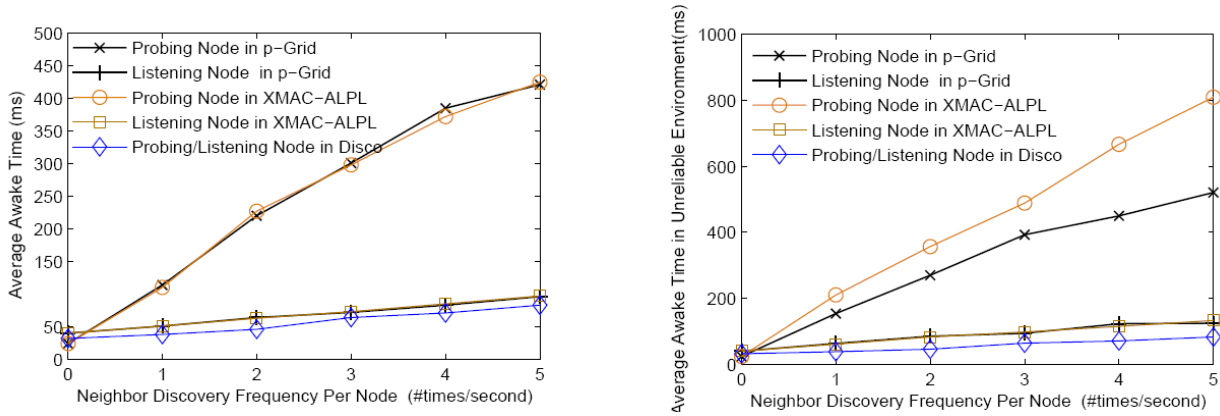 500
450
400
350
300
250
200
150
100
50
0
Average Awake Time (ms)
Probing Node in p-Grid
Listening Node in p-Grid
Probing Node in XMAC-ALPL
Listening Node in XMAC-ALPL
Probing/Listening Node in Disco
0 1 2 3 4 5
Neighbor Discovery Frequency Per Node (#times/second)
1000
800
600
400
200
0
Average Awake Time in Unreliable Environment(ms)
Probing Node in p-Grid
Listening Node in p-Grid
Probing Node in XMAC-ALPL
Listening Node in XMAC-ALPL
Probing/Listening Node in Disco
0 1 2 3 4 5
Neighbor Discovery Frequency Per Node (#times/second)